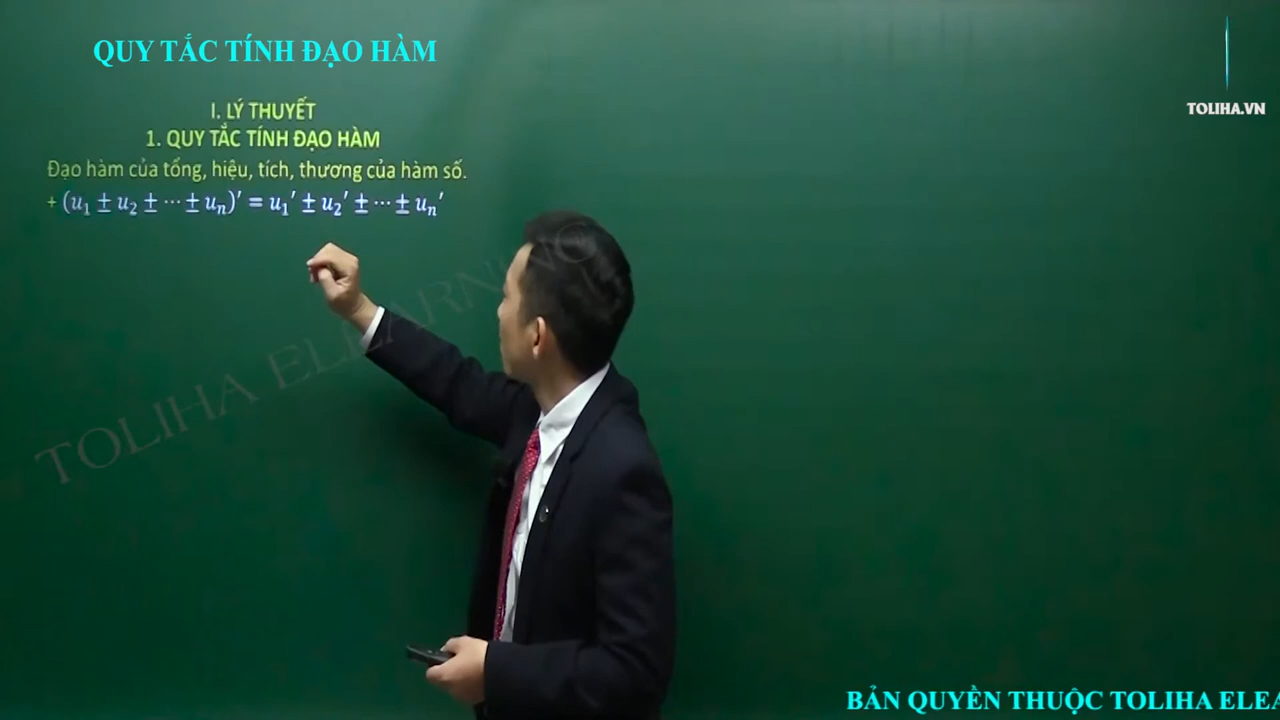 QUY TẮC TÍNH ĐẠO HÀM
TOLIHA.VN
I. LÝ THUYẾT
1. QUY TẮC TÍNH ĐẠO HÀM
Đạo hàm của tổng, hiệu, tích, thương của hàm số.
+ (u₁ ± u₂ ± ⋯ ± uₙ)′ = u₁′ ± u₂′ ± ⋯ ± uₙ′
TOLIHA ELEARNING
BẢN QUYỀN THUỘC TOLIHA ELEA